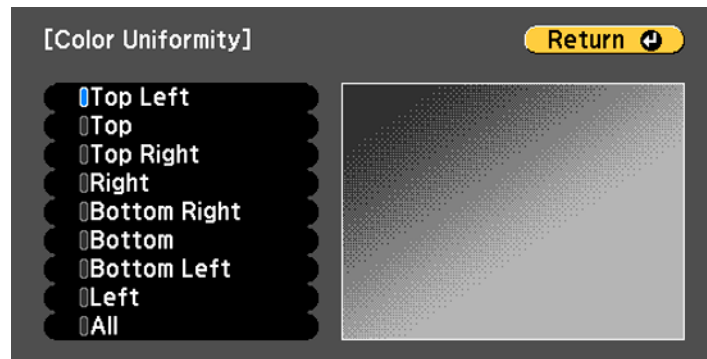 [Color Uniformity]
Return
Top Left
Top
Top Right
Right
Bottom Right
Bottom
Bottom Left
Left
All